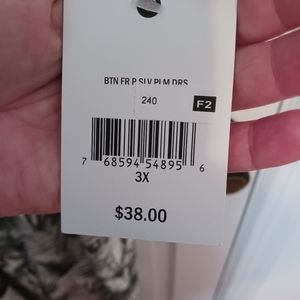 BTN FR P SLV PLM DRS
240 F2
7 68594 54895 6
3X
$38.00